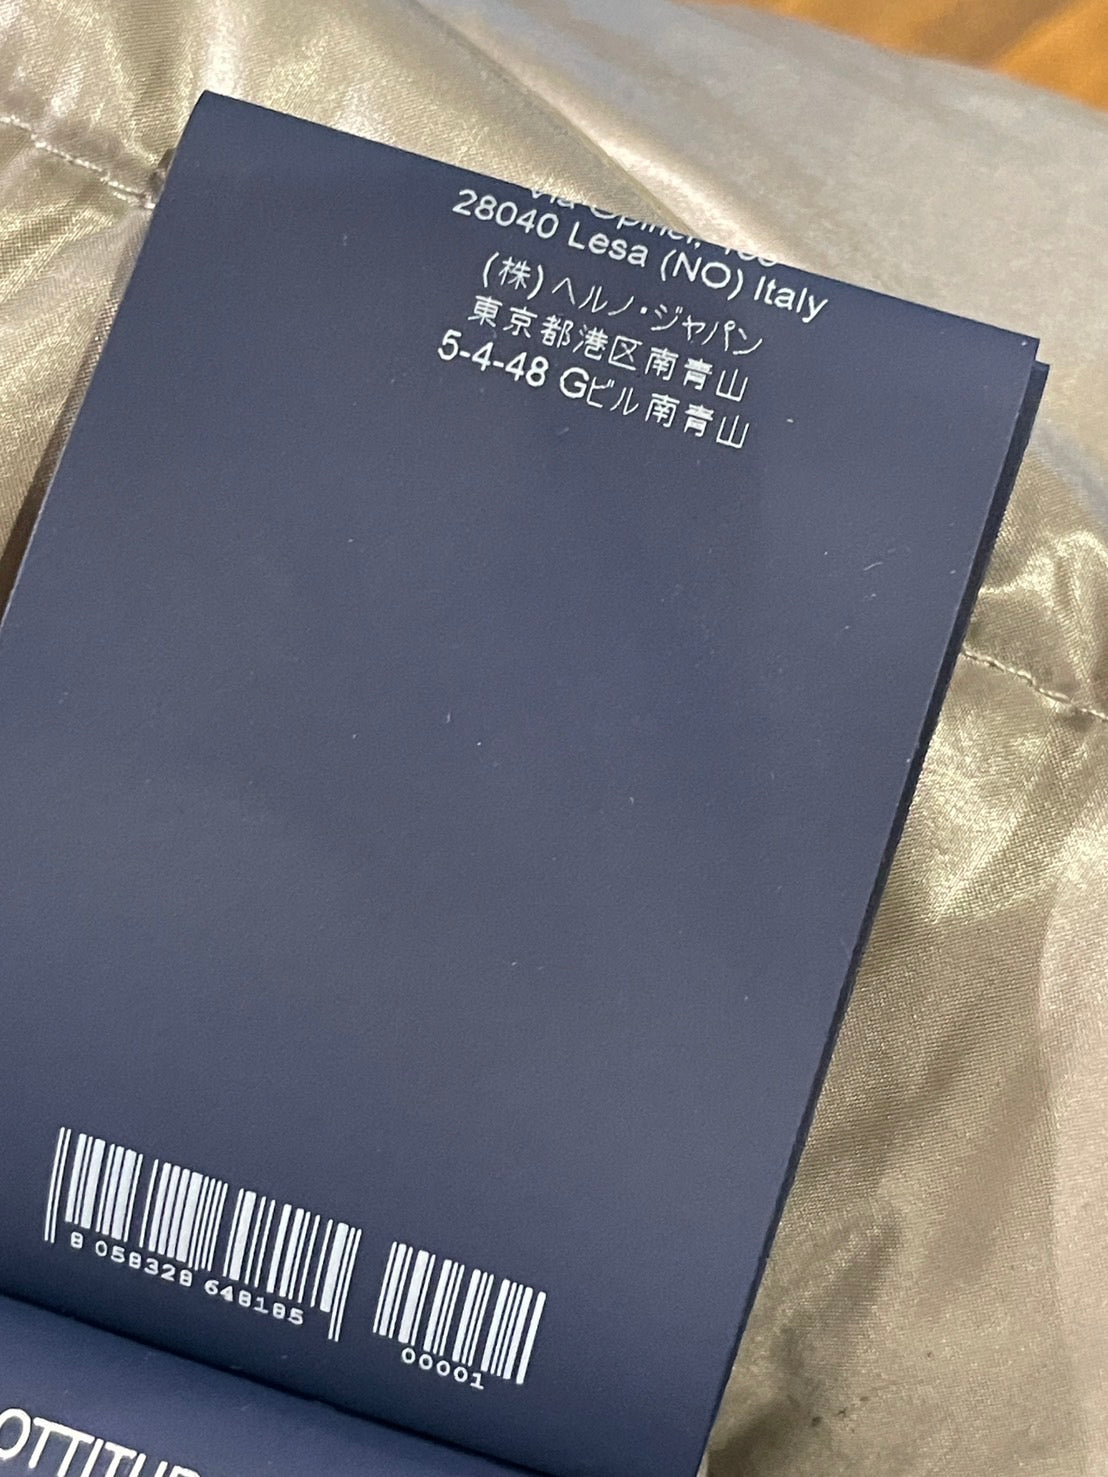 28040 Lesa (NO) Italy
(株)ヘルノ・ジャパン
東京都港区南青山
5-4-48 Gビル南青山
8 058328 648185
00001